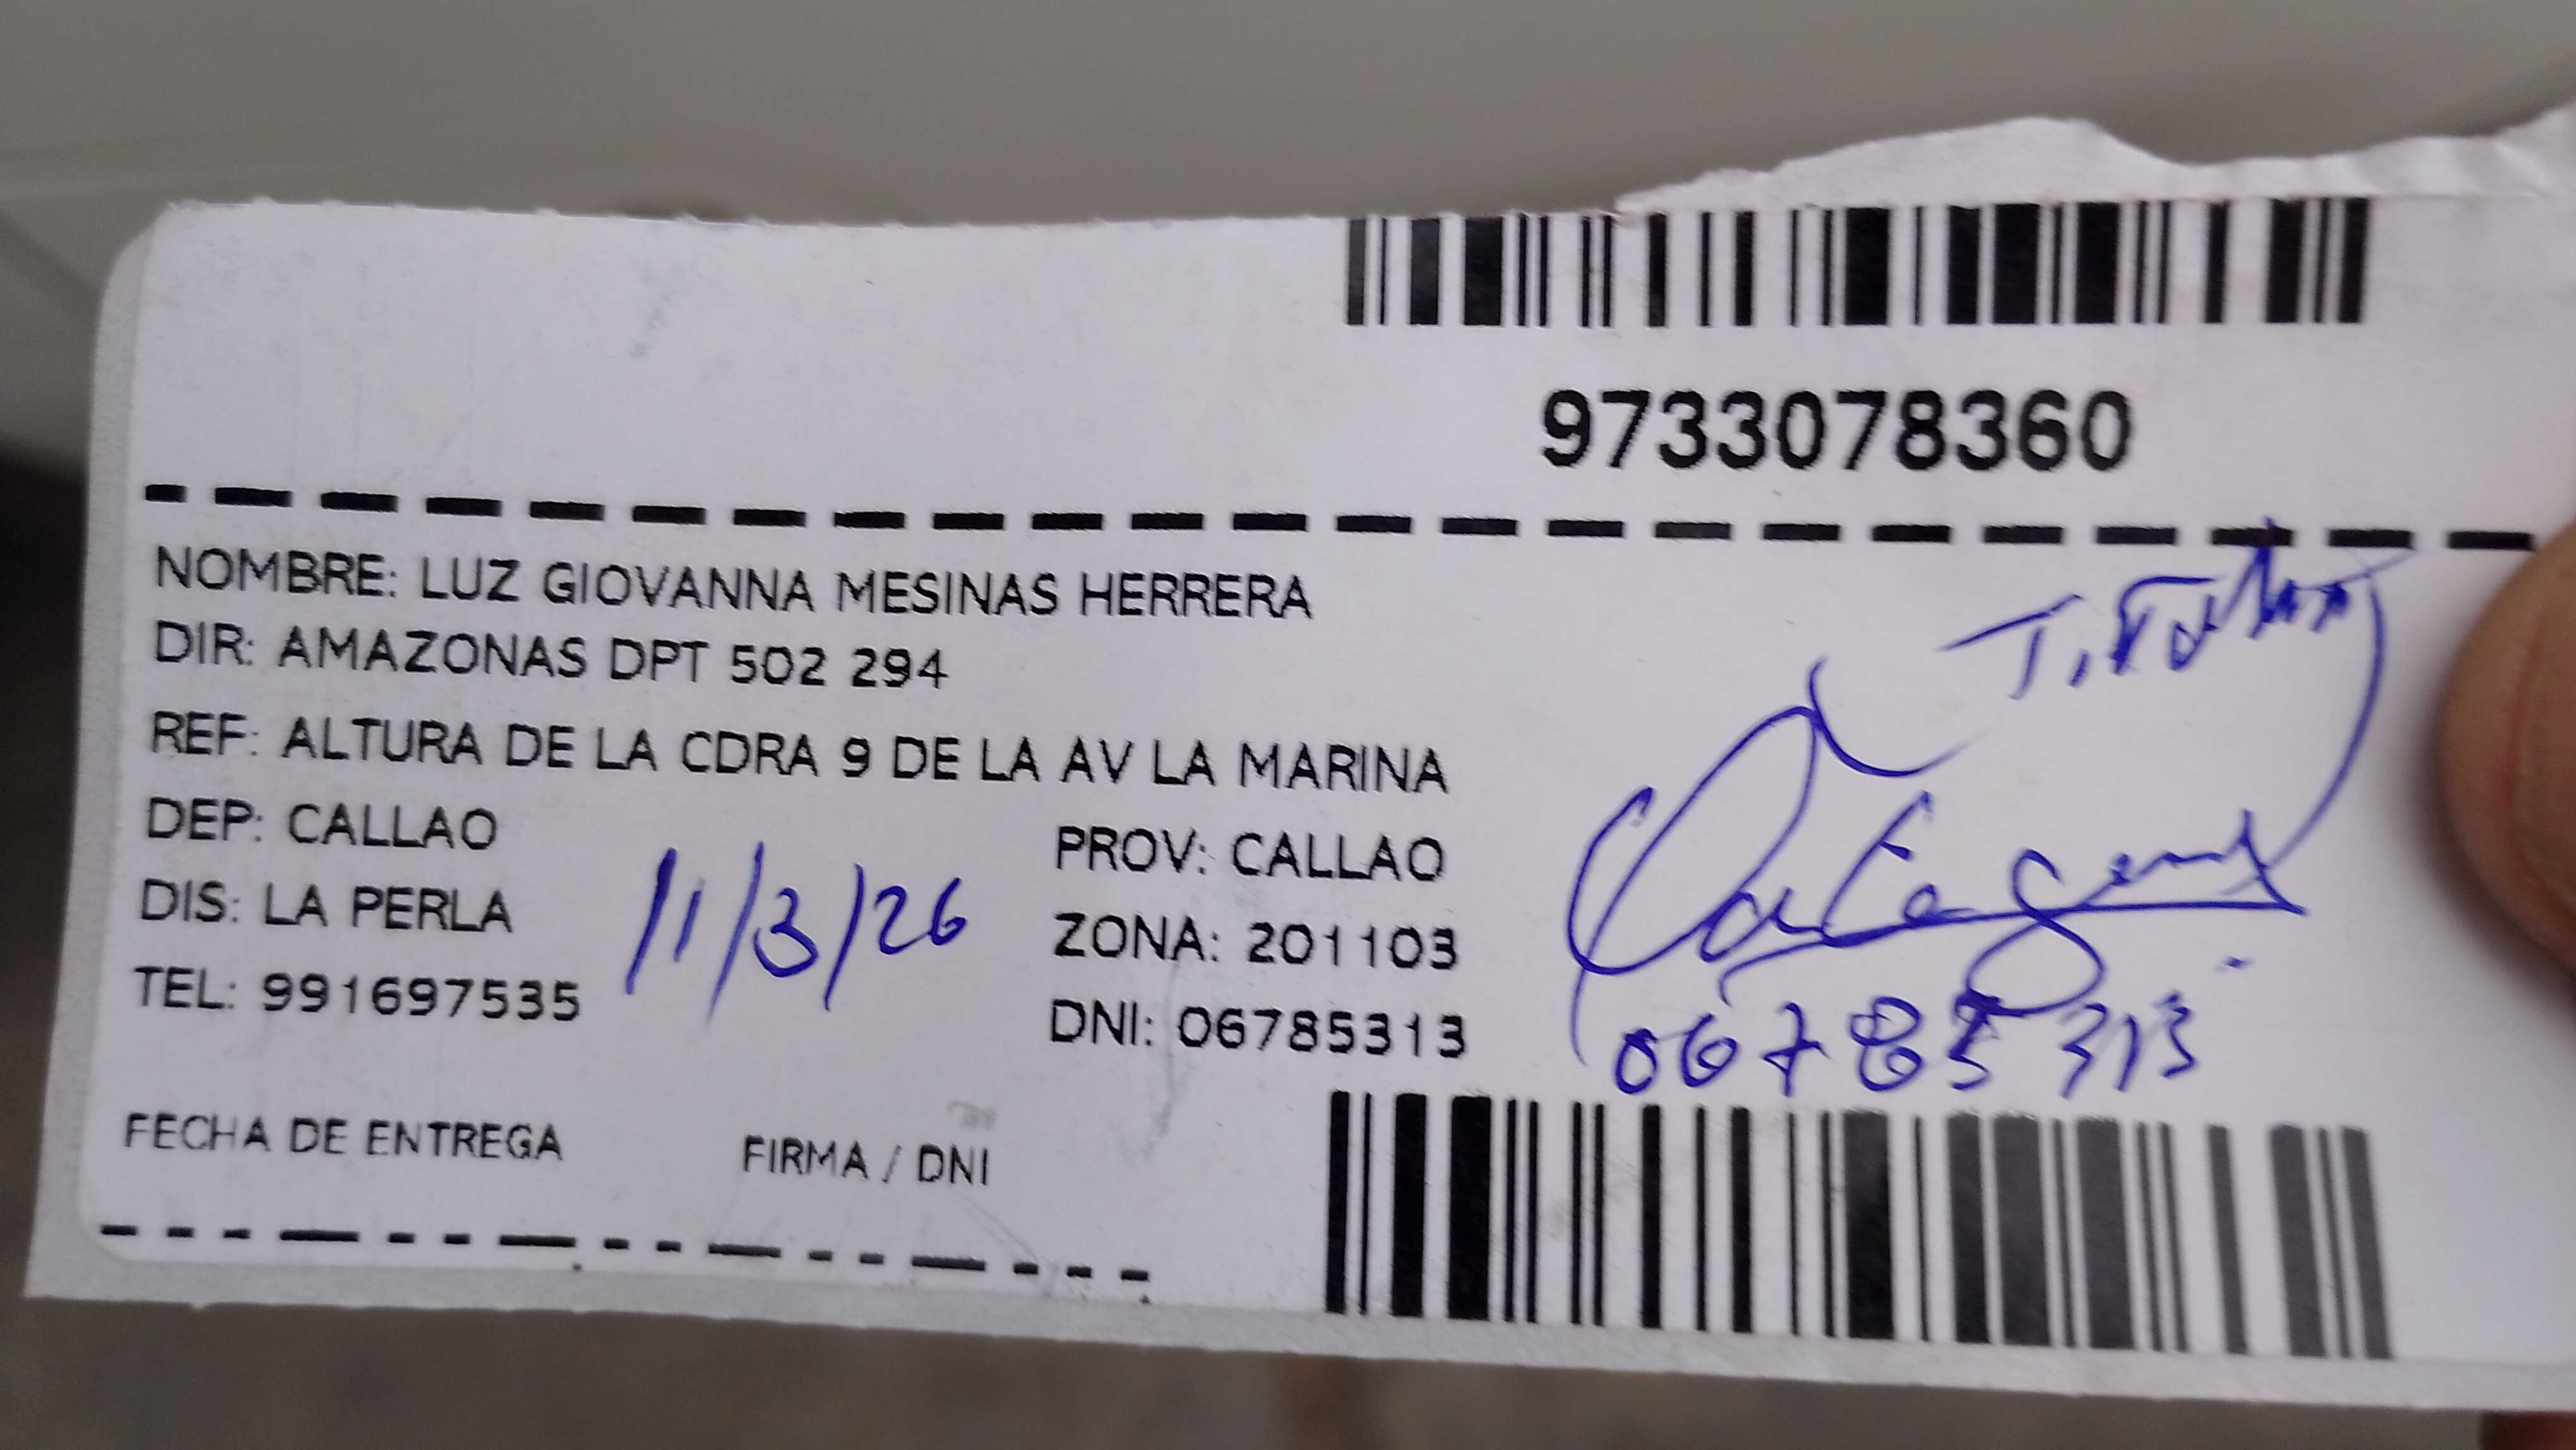 9733078360
NOMBRE: LUZ GIOVANNA MESINAS HERRERA
DIR: AMAZONAS DPT 502 294
REF: ALTURA DE LA CDRA 9 DE LA AV LA MARINA
DEP: CALLAO
PROV: CALLAO
DIS: LA PERLA
11/3/26
ZONA: 201103
TEL: 991697535
DNI: 06785313
T.
06785313
FECHA DE ENTREGA
FIRMA / DNI